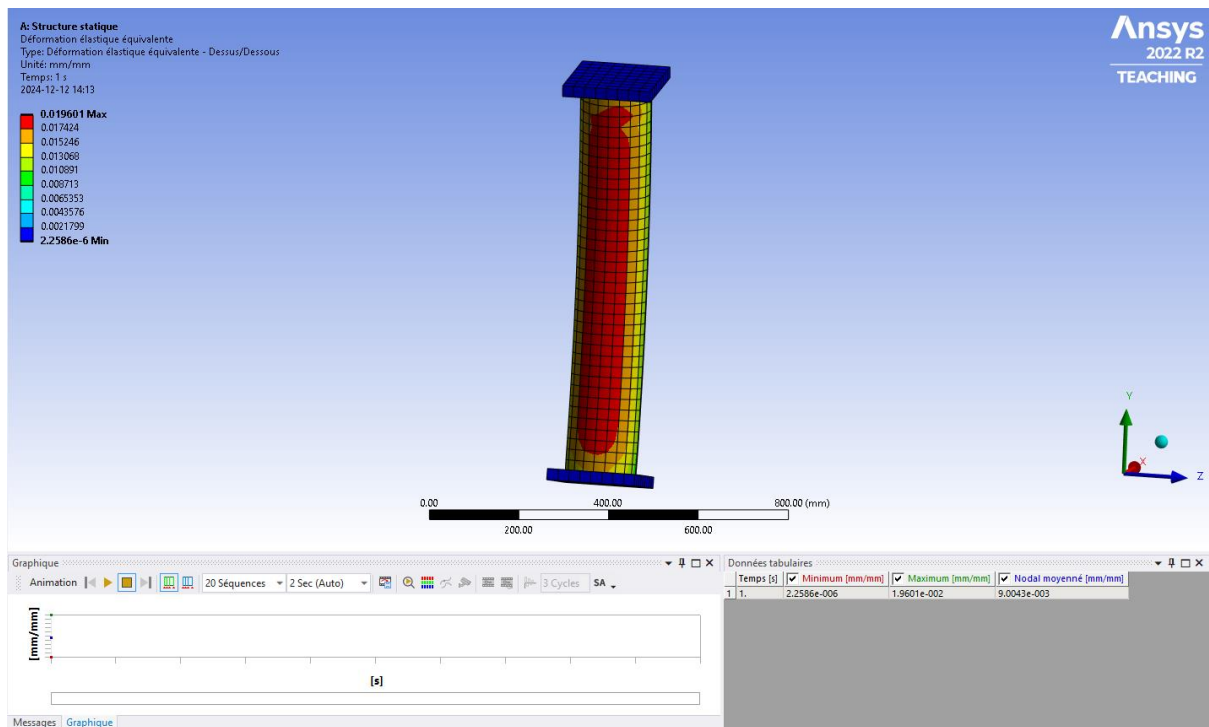 A: Structure statique
Déformation élastique équivalente
Type: Déformation élastique équivalente - Dessus/Dessous
Unité: mm/mm
Temps: 1 s
2024-12-12 14:13
0.019601 Max
0.017424
0.015246
0.013068
0.010891
0.008713
0.0065353
0.0043576
0.0021799
2.2586e-6 Min
Ansys
2022 R2
TEACHING
Y
X
Z
0.00 400.00 800.00 (mm)
200.00 600.00
Graphique
Animation 20 Séquences 2 Sec (Auto) 3 Cycles SA
[mm/mm]
[s]
Messages Graphique
Données tabulaires
Temps [s] Minimum [mm/mm] Maximum [mm/mm] Nodal moyenné [mm/mm]
1 1. 2.2586e-006 1.9601e-002 9.0043e-003